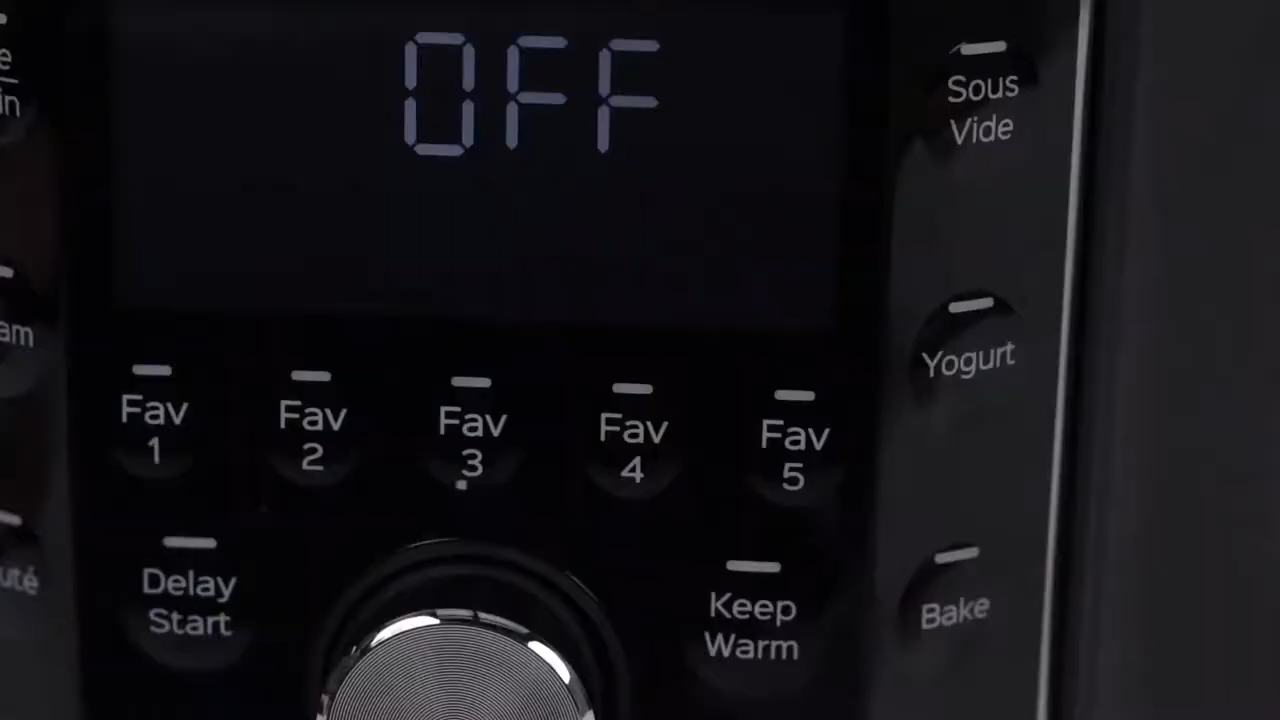 OFF
Sous
Vide
Yogurt
Fav
1
Fav
2
Fav
3
Fav
4
Fav
5
Delay
Start
Keep
Warm
Bake